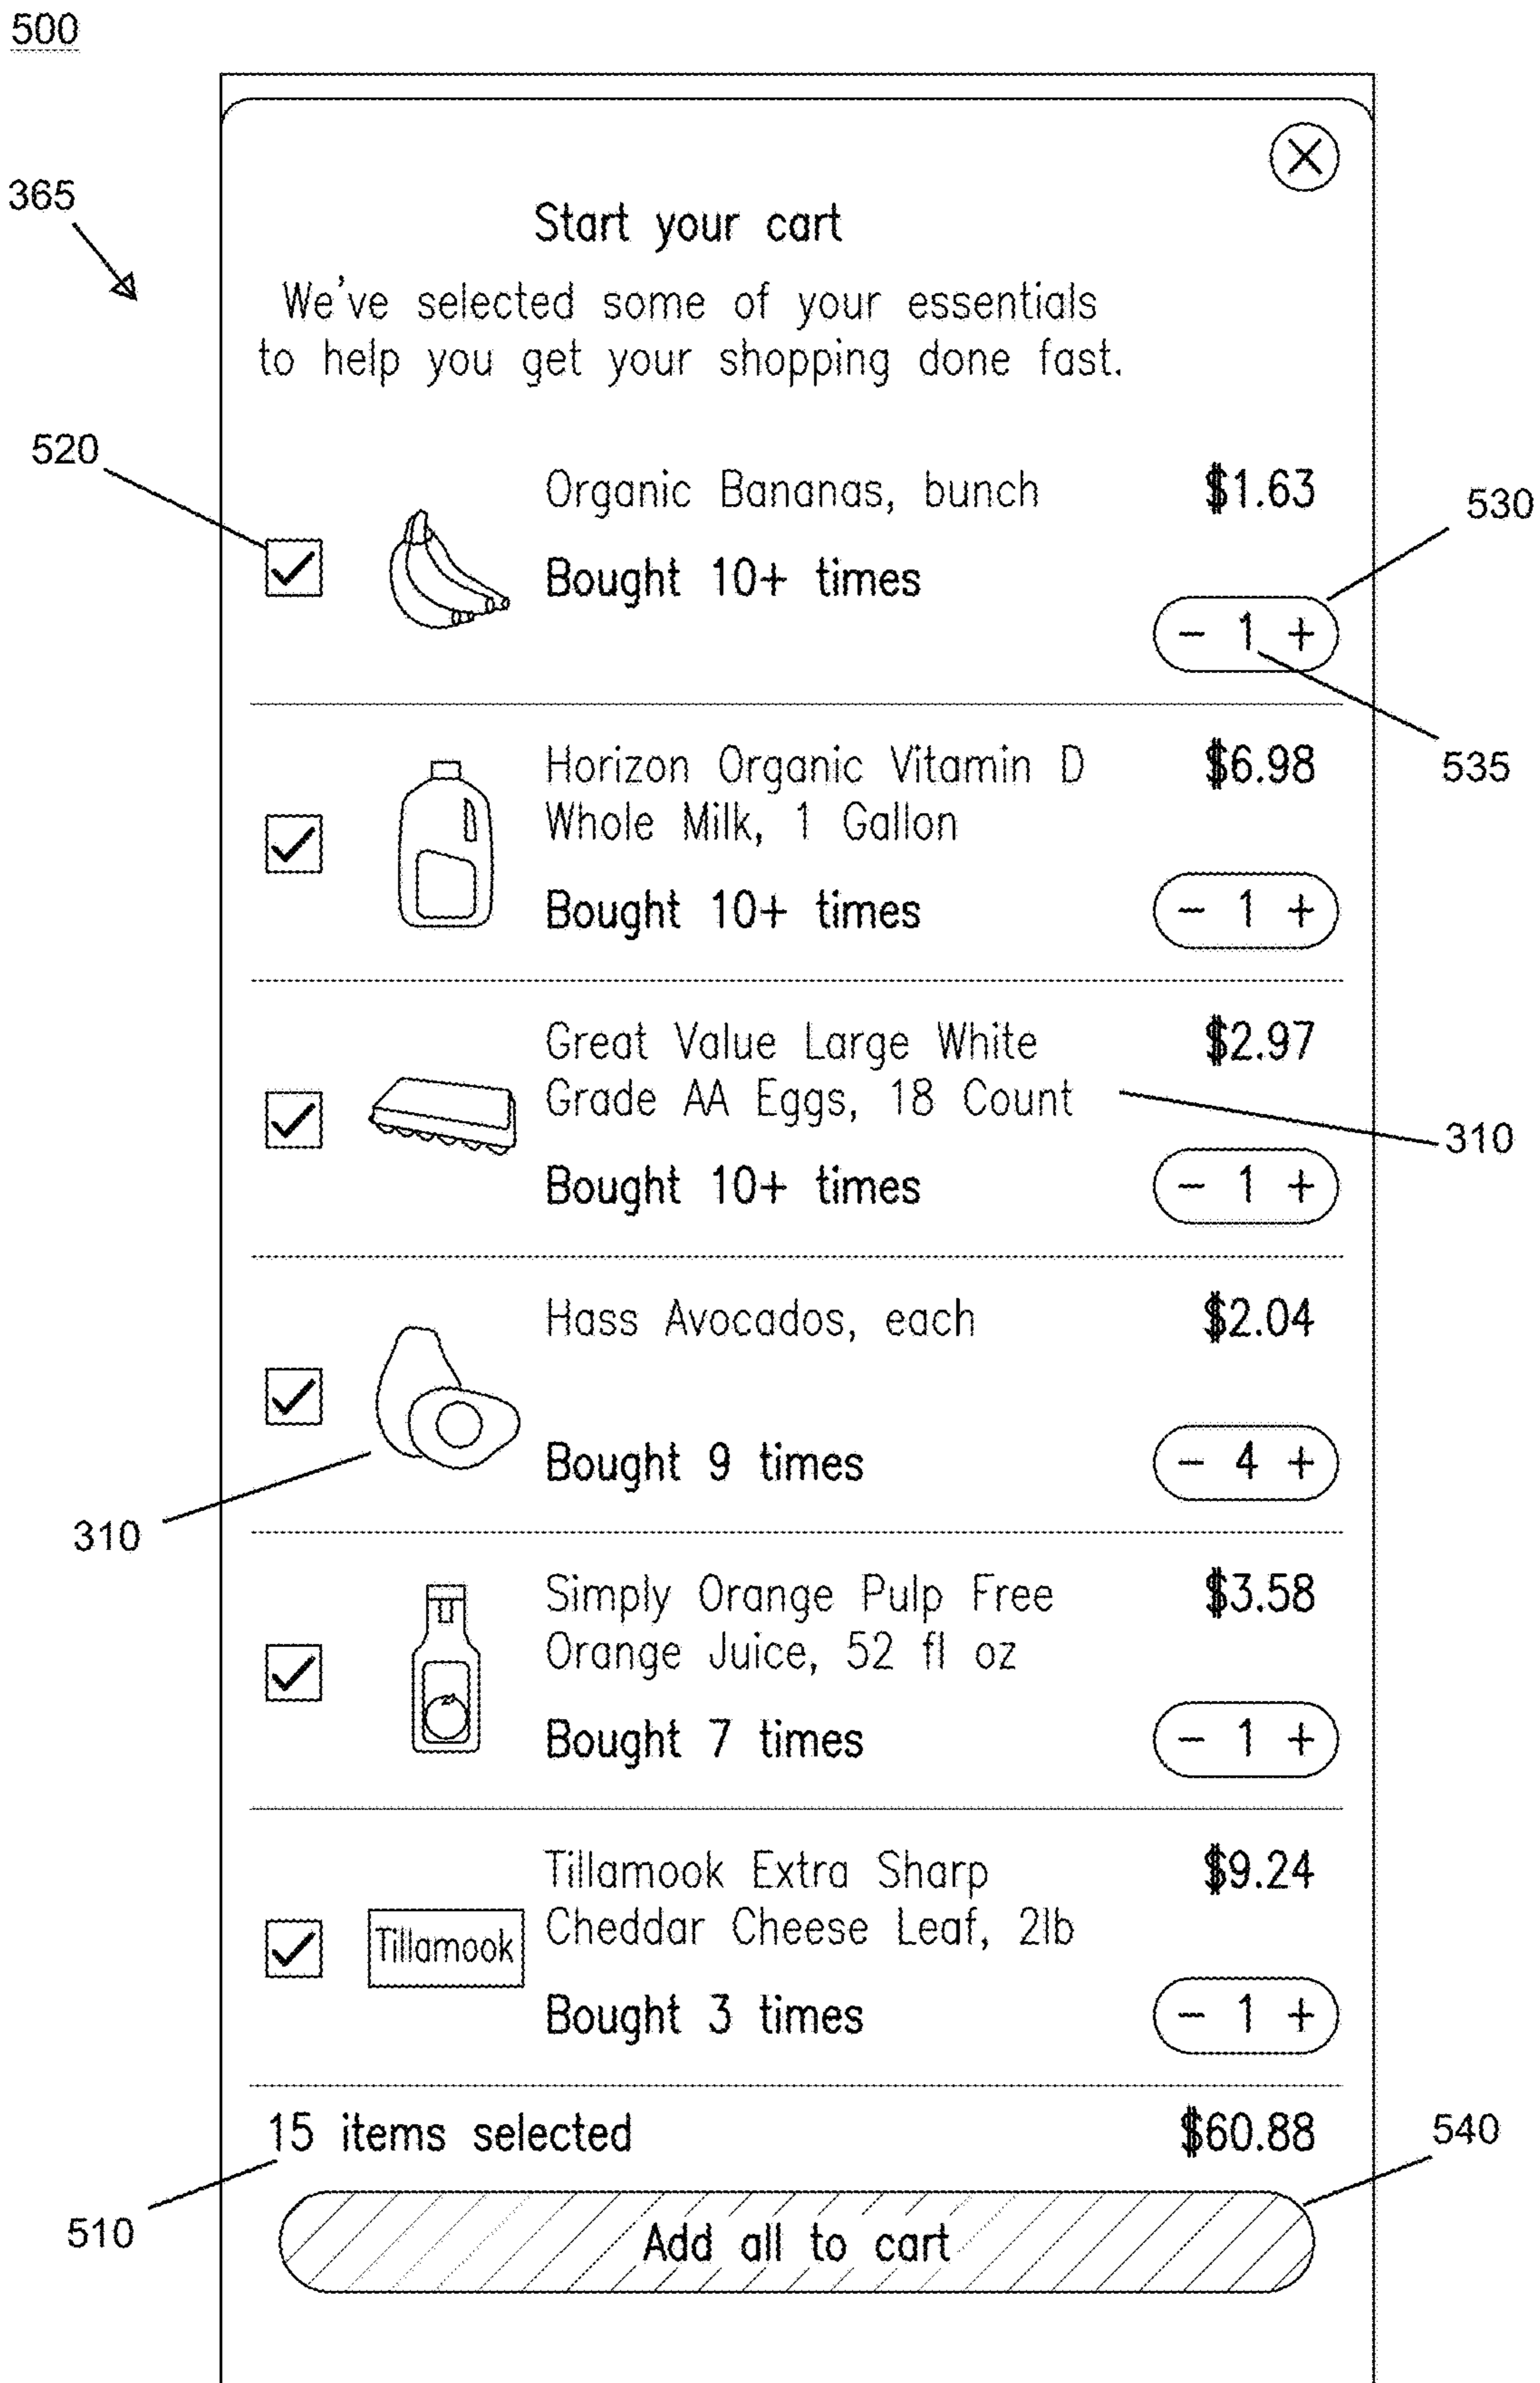 500
365
Start your cart
We've selected some of your essentials
to help you get your shopping done fast.
520
Organic Bananas, bunch
$1.63
530
Bought 10+ times
− 1 +
535
Horizon Organic Vitamin D
$6.98
Whole Milk, 1 Gallon
Bought 10+ times
− 1 +
Great Value Large White
$2.97
Grade AA Eggs, 18 Count
310
Bought 10+ times
− 1 +
Hass Avocados, each
$2.04
Bought 9 times
− 4 +
310
Simply Orange Pulp Free
$3.58
Orange Juice, 52 fl oz
Bought 7 times
− 1 +
Tillamook Extra Sharp
$9.24
Tillamook
Cheddar Cheese Leaf, 2lb
Bought 3 times
− 1 +
15 items selected
$60.88
540
510
Add all to cart